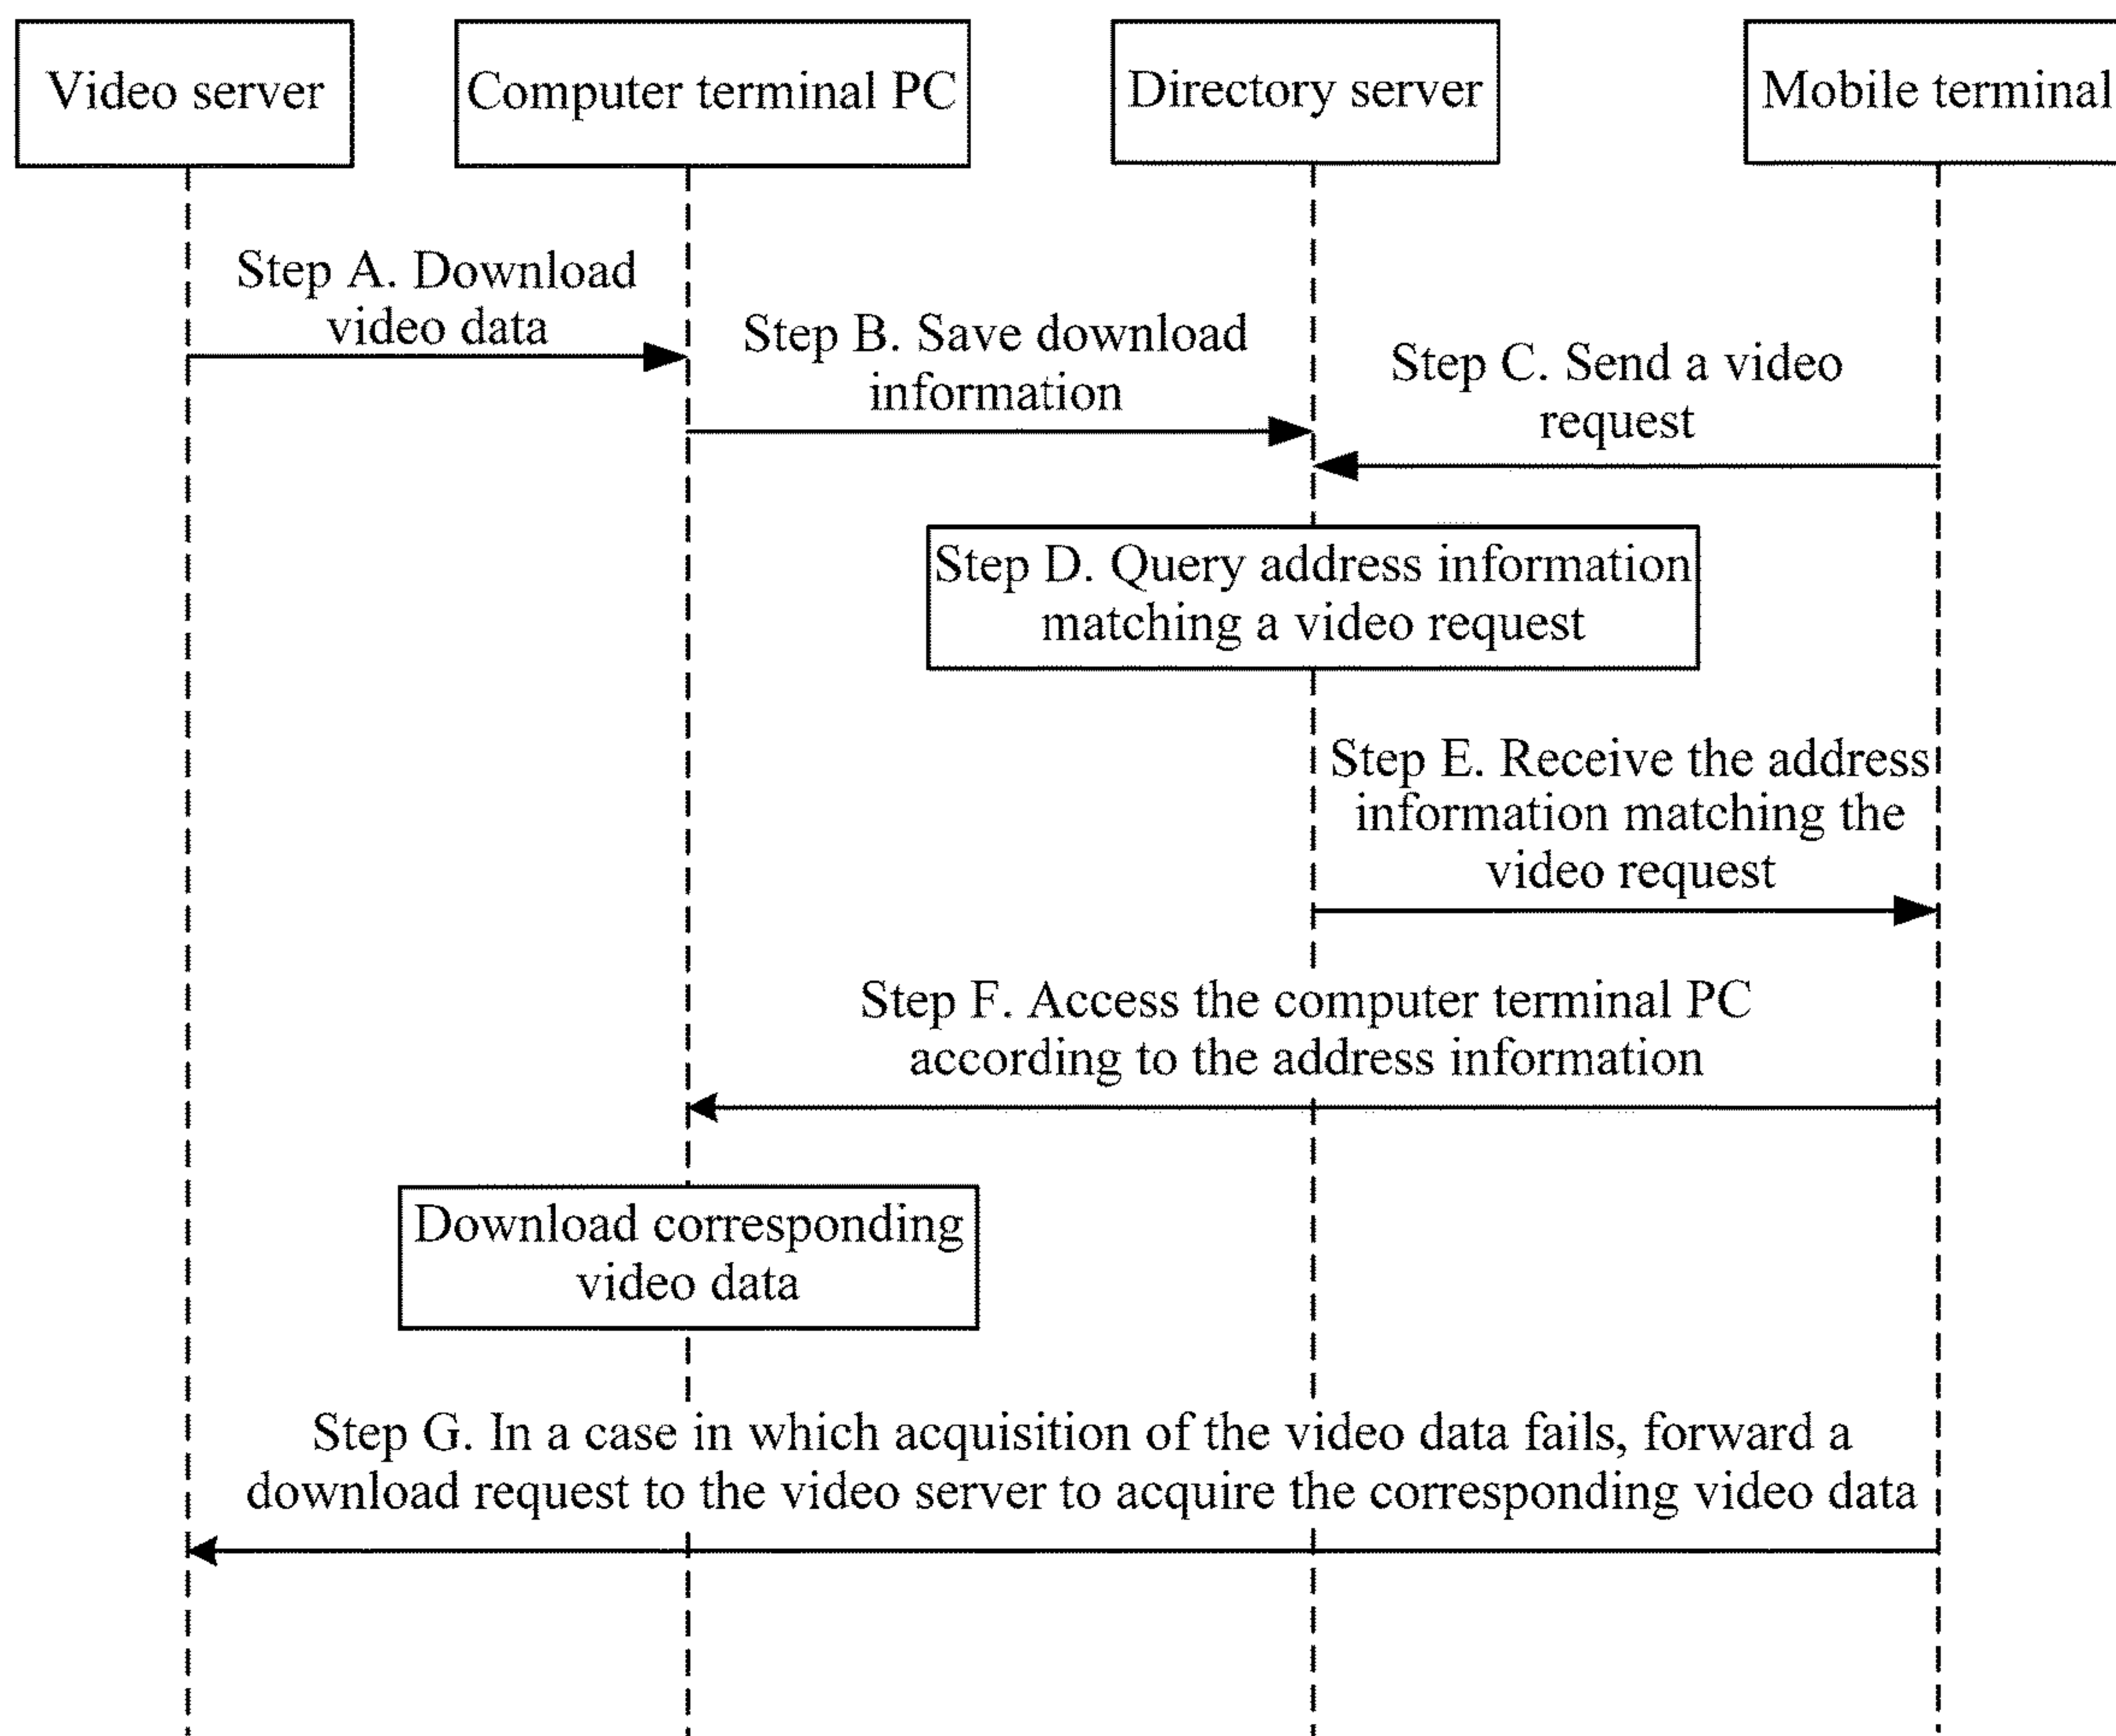 Video server
Computer terminal PC
Directory server
Mobile terminal
Step A. Download
video data
Step B. Save download
information
Step C. Send a video
request
Step D. Query address information
matching a video request
Step E. Receive the address
information matching the
video request
Step F. Access the computer terminal PC
according to the address information
Download corresponding
video data
Step G. In a case in which acquisition of the video data fails, forward a
download request to the video server to acquire the corresponding video data